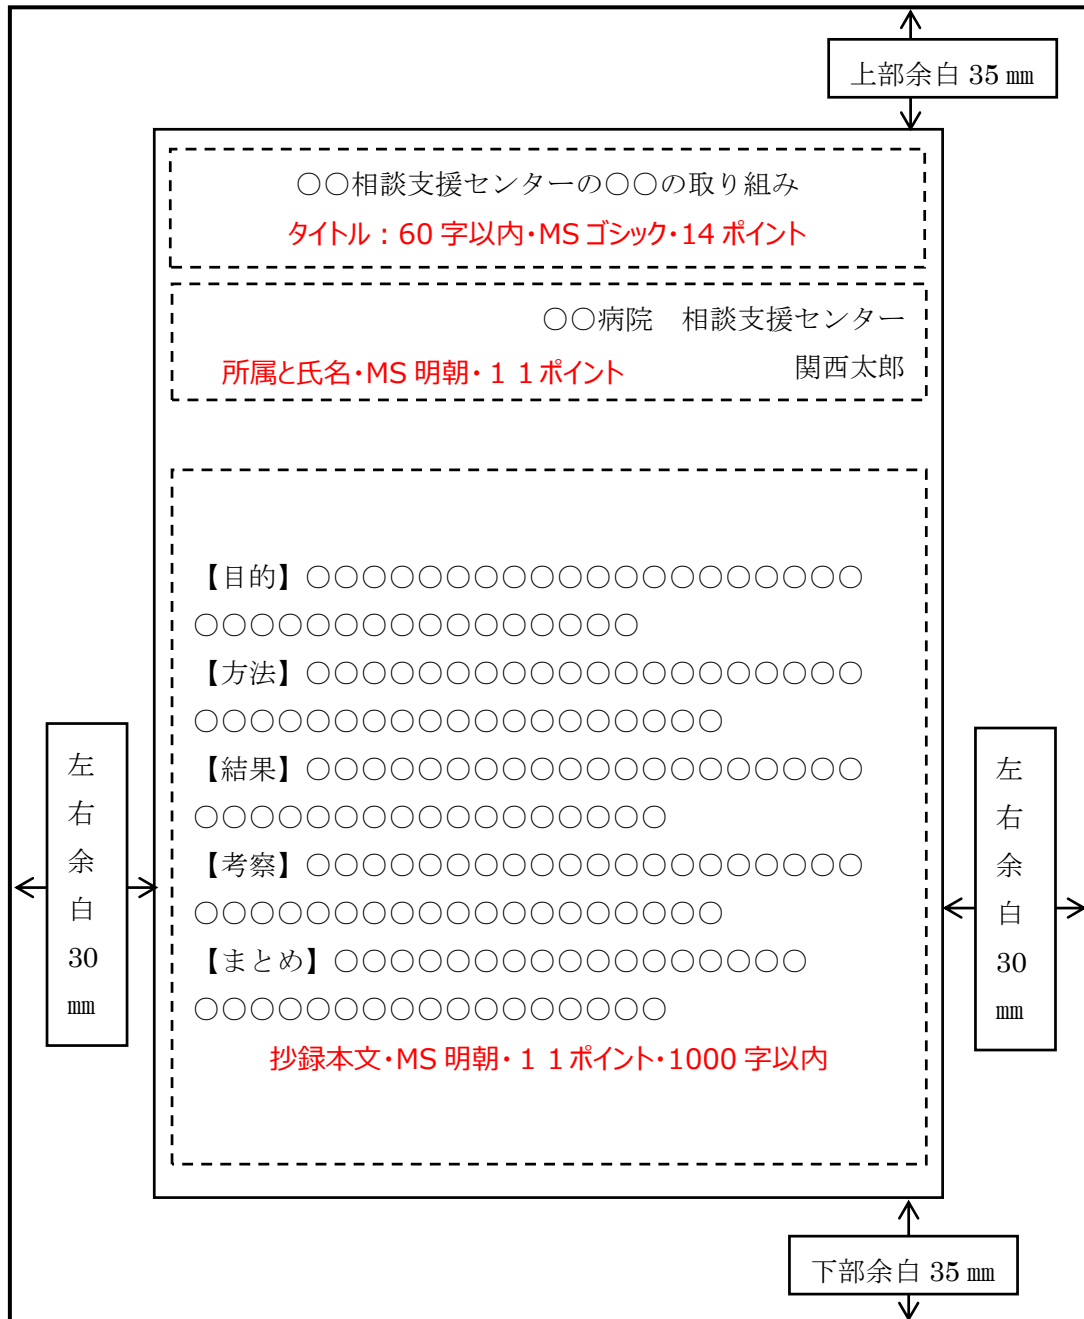 上部余白 35 ㎜
○○相談支援センターの○○の取り組み
タイトル：60 字以内・MS ゴシック・14 ポイント
○○病院　相談支援センター
所属と氏名・MS 明朝・１１ポイント
関西太郎
【目的】○○○○○○○○○○○○○○○○○○○○
○○○○○○○○○○○○○○○○
【方法】○○○○○○○○○○○○○○○○○○○○
○○○○○○○○○○○○○○○○○○○
【結果】○○○○○○○○○○○○○○○○○○○○
○○○○○○○○○○○○○○○○○
【考察】○○○○○○○○○○○○○○○○○○○○
○○○○○○○○○○○○○○○○○○○
【まとめ】○○○○○○○○○○○○○○○○○
○○○○○○○○○○○○○○○○○
抄録本文・MS 明朝・１１ポイント・1000 字以内
左右余白 30 ㎜
左右余白 30 ㎜
下部余白 35 ㎜